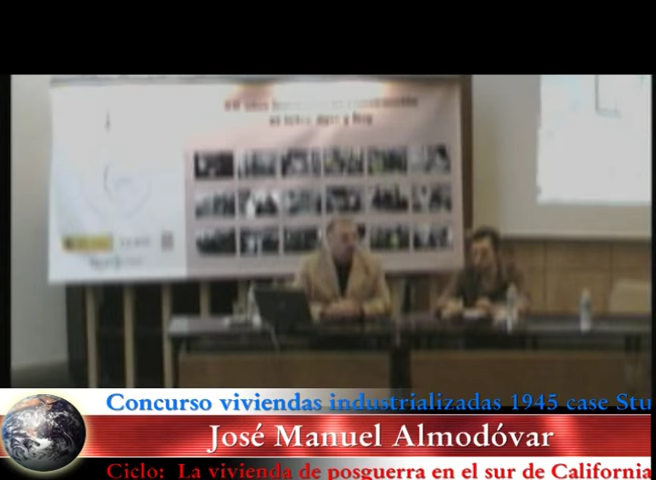 Concurso viviendas industrializadas 1945 case Stu
José Manuel Almodóvar
Ciclo: La vivienda de posguerra en el sur de California